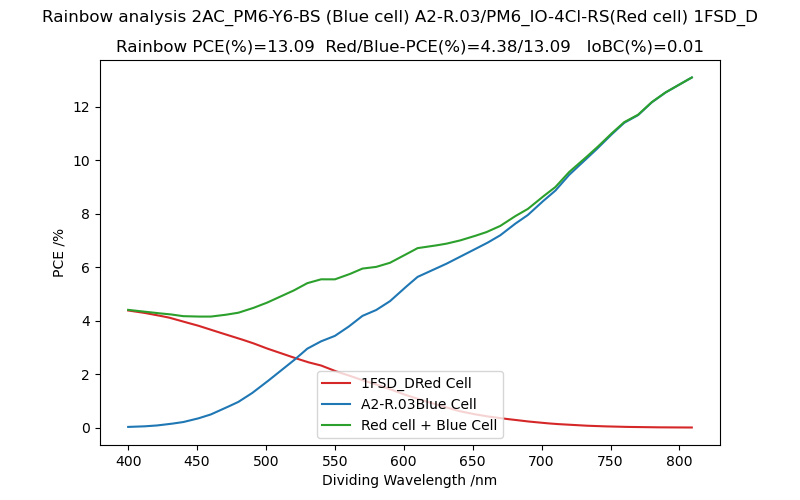 Rainbow analysis 2AC_PM6-Y6-BS (Blue cell) A2-R.03/PM6_IO-4Cl-RS(Red cell) 1FSD_D
Rainbow PCE(%)=13.09 Red/Blue-PCE(%)=4.38/13.09 IoBC(%)=0.01
PCE /%
12
10
8
6
4
2
0
1FSD_DRed Cell
A2-R.03Blue Cell
Red cell + Blue Cell
400 450 500 550 600 650 700 750 800
Dividing Wavelength /nm